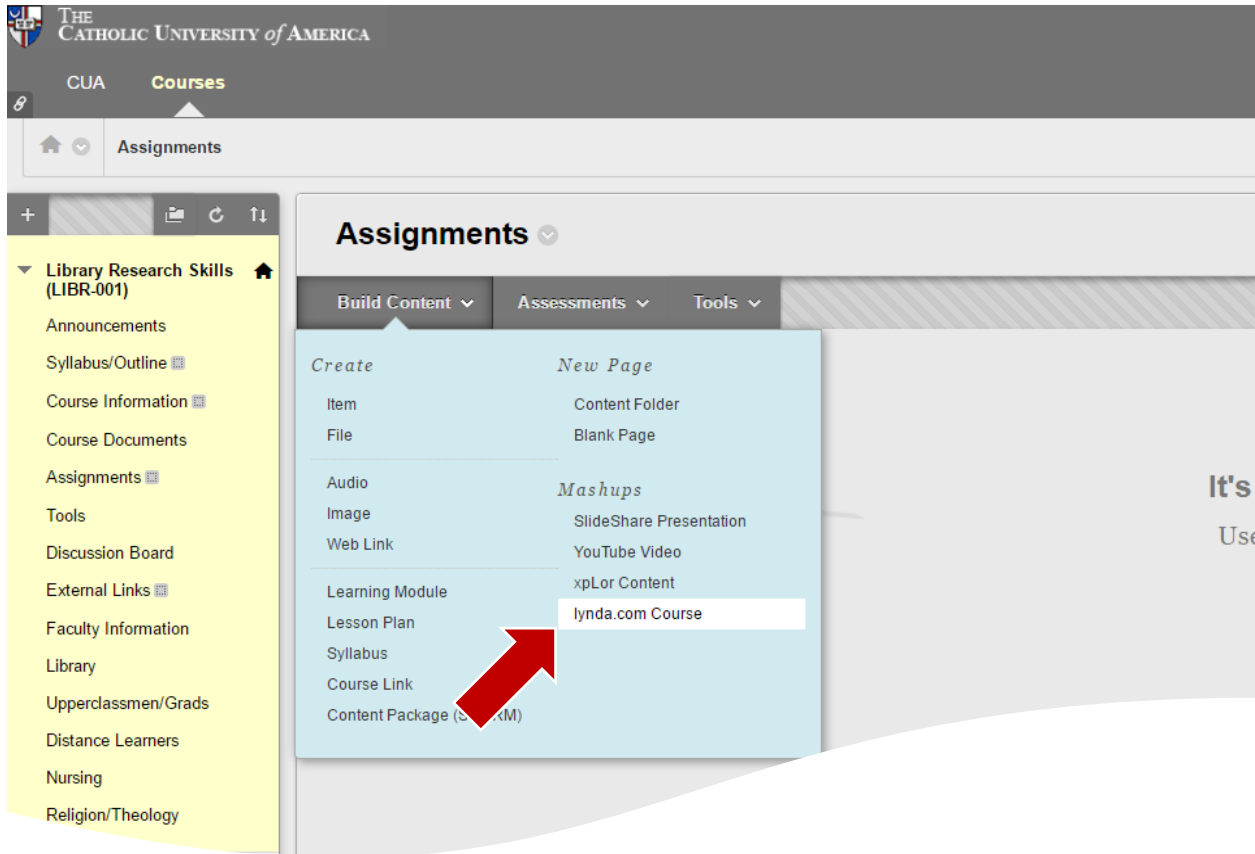 THE
CATHOLIC UNIVERSITY of AMERICA
CUA
Courses
Assignments
Library Research Skills
(LIBR-001)
Announcements
Syllabus/Outline
Course Information
Course Documents
Assignments
Tools
Discussion Board
External Links
Faculty Information
Library
Upperclassmen/Grads
Distance Learners
Nursing
Religion/Theology
Assignments
Build Content
Assessments
Tools
Create
Item
File
Audio
Image
Web Link
Learning Module
Lesson Plan
Syllabus
Course Link
Content Package
New Page
Content Folder
Blank Page
Mashups
SlideShare Presentation
YouTube Video
xpLor Content
lynda.com Course
It's
Use